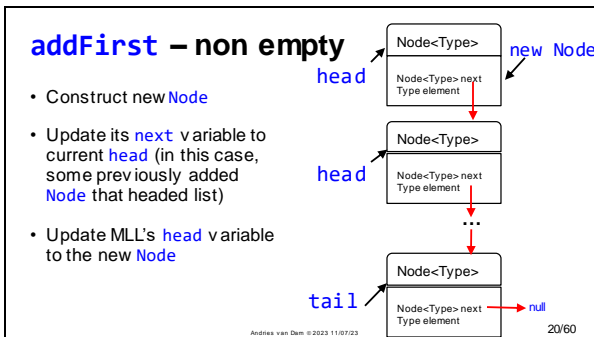 addFirst – non empty
• Construct new Node
• Update its next variable to
current head (in this case,
some previously added
Node that headed list)
• Update MLL's head variable
to the new Node
Node<Type>
new Node
head
Node<Type> next
Type element
Node<Type>
head
Node<Type> next
Type element
…
Node<Type>
tail
Node<Type> next
null
Type element
Andries van Dam © 2023 11/07/23
20/60